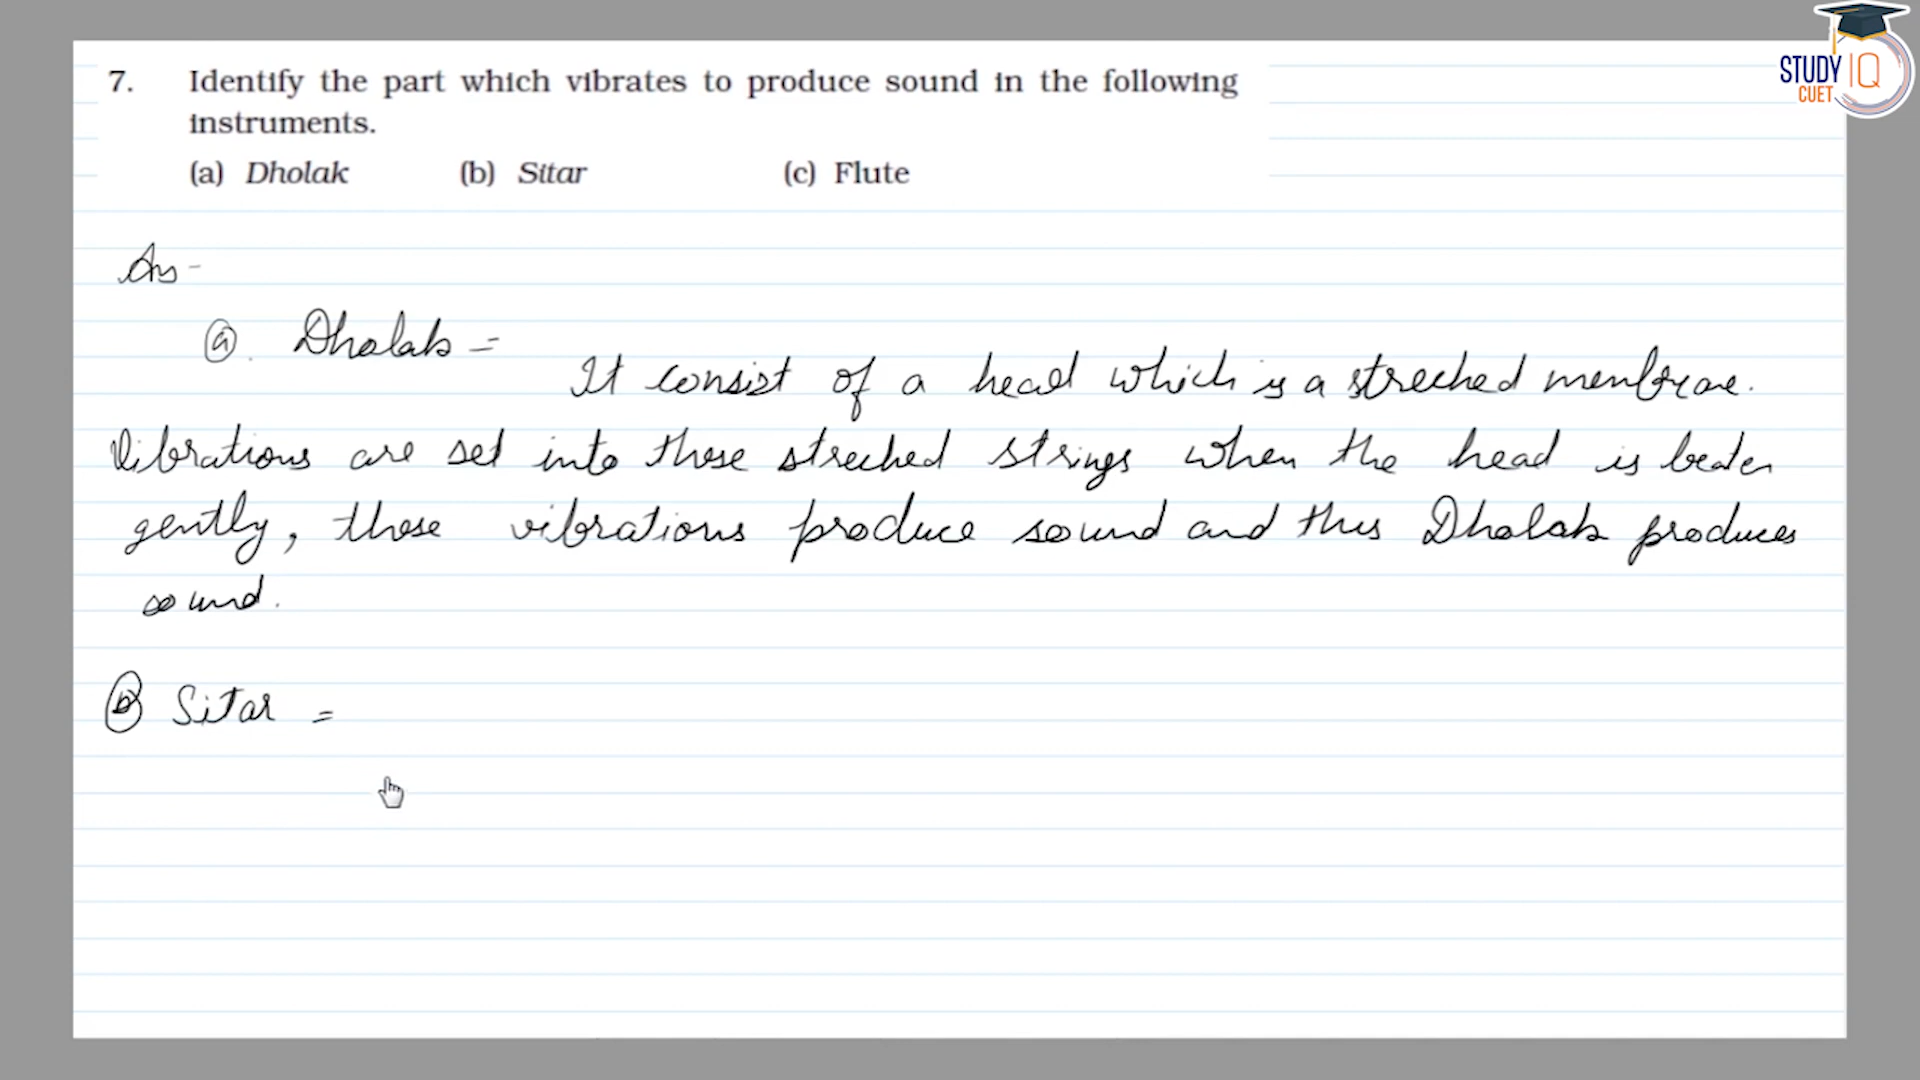 STUDY IQ
CUET
7. Identify the part which vibrates to produce sound in the following
instruments.
(a) Dholak (b) Sitar (c) Flute
Ans -
(a). Dholak =
It consist of a head which is a streched membrane.
Vibrations are set into these streched strings when the head is beaten
gently, these vibrations produce sound and thus Dholak produces
sound.
(b) Sitar =